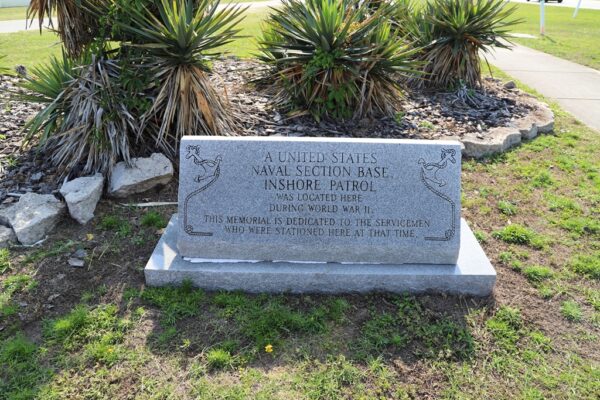 A UNITED STATES
NAVAL SECTION BASE
INSHORE PATROL
WAS LOCATED HERE
DURING WORLD WAR II.
THIS MEMORIAL IS DEDICATED TO THE SERVICEMEN
WHO WERE STATIONED HERE AT THAT TIME.